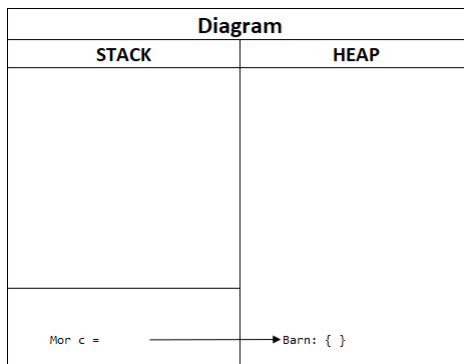 Diagram
STACK HEAP
Mor c = Barn: { }